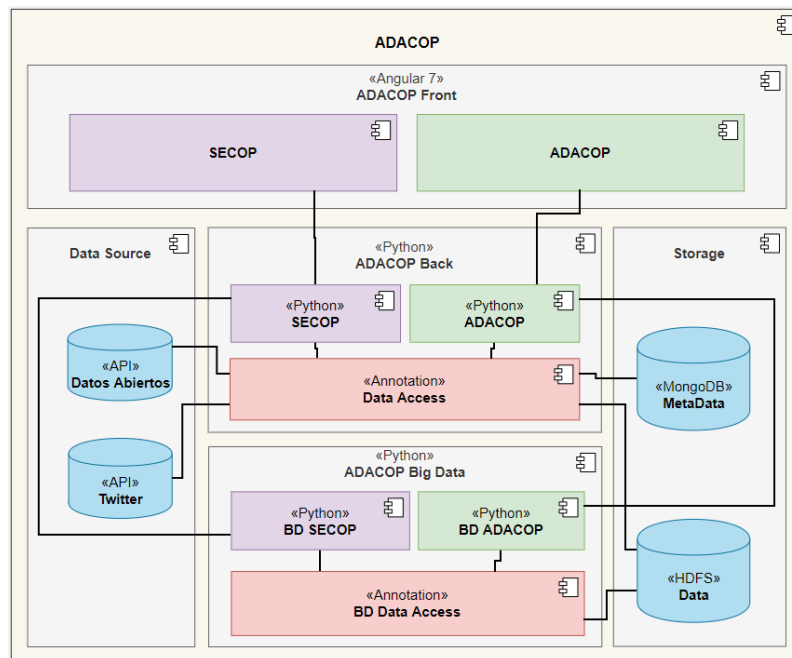 ADACOP
«Angular 7»
ADACOP Front
SECOP
ADACOP
Data Source
«API»
Datos Abiertos
«API»
Twitter
«Python»
ADACOP Back
«Python»
SECOP
«Python»
ADACOP
«Annotation»
Data Access
«Python»
ADACOP Big Data
«Python»
BD SECOP
«Python»
BD ADACOP
«Annotation»
BD Data Access
Storage
«MongoDB»
MetaData
«HDFS»
Data